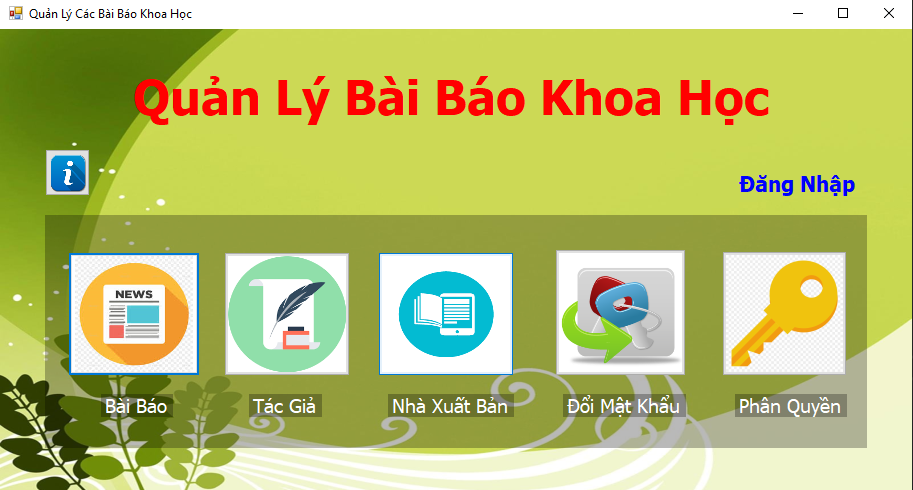 Quản Lý Các Bài Báo Khoa Học
Quản Lý Bài Báo Khoa Học
i
Đăng Nhập
NEWS
Bài Báo
Tác Giả
Nhà Xuất Bản
Đổi Mật Khẩu
Phân Quyền